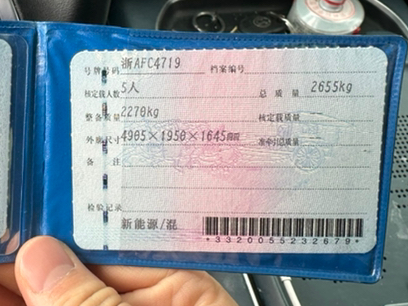 号牌号码 浙AFC4719 档案编号
核定载人数 5人 总质量 2655kg
整备质量 2270kg 核定载质量
外廓尺寸 4905×1950×1645㎜ 准牵引总质量
备注
检验记录
新能源/混
*3320055232679*